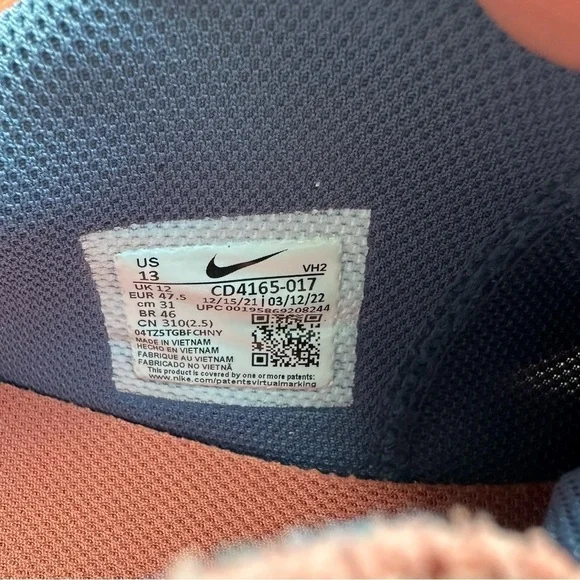 US
13
VH2
UK 12
CD4165-017
EUR 47.5
12/15/21 | 03/12/22
cm 31
UPC 00195869208244
BR 46
CN 310(2.5)
04TZ5TGBFCHNY
MADE IN VIETNAM
HECHO EN VIETNAM
FABRIQUE AU VIETNAM
FABRICADO NO VIETNÃ
This product is covered by one or more patents:
www.nike.com/patentsvirtualmarking